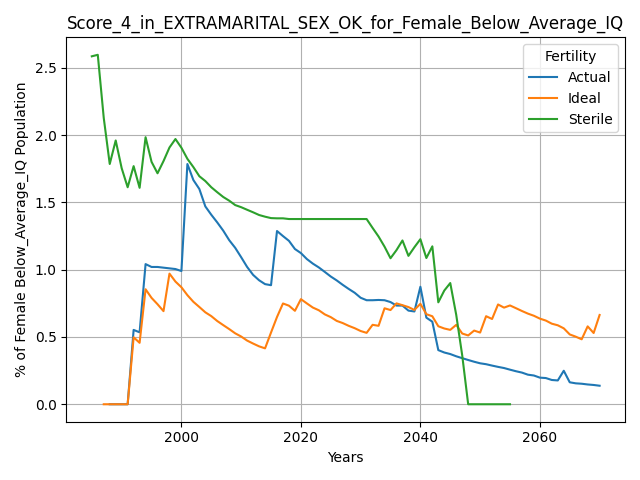 Score_4_in_EXTRAMARITAL_SEX_OK_for_Female_Below_Average_IQ
% of Female Below_Average_IQ Population
2.5
2.0
1.5
1.0
0.5
0.0
Fertility
Actual
Ideal
Sterile
2000
2020
2040
2060
Years